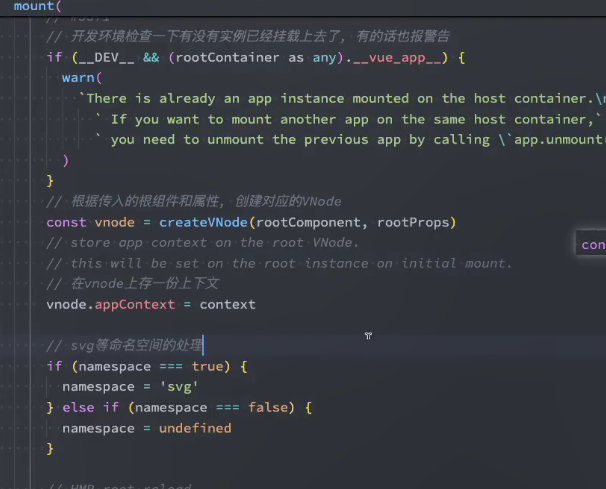 mount(
// 开发环境检查一下有没有实例已经挂载上去了, 有的话也报警告
if (__DEV__ && (rootContainer as any).__vue_app__) {
warn(
`There is already an app instance mounted on the host container.\n
` If you want to mount another app on the same host container,`
` you need to unmount the previous app by calling \`app.unmount(
)
}
// 根据传入的根组件和属性, 创建对应的VNode
const vnode = createVNode(rootComponent, rootProps)
// store app context on the root VNode.
con
// this will be set on the root instance on initial mount.
// 在vnode上存一份上下文
vnode.appContext = context
// svg等命名空间的处理
if (namespace === true) {
namespace = 'svg'
} else if (namespace === false) {
namespace = undefined
}
// HMR root reload